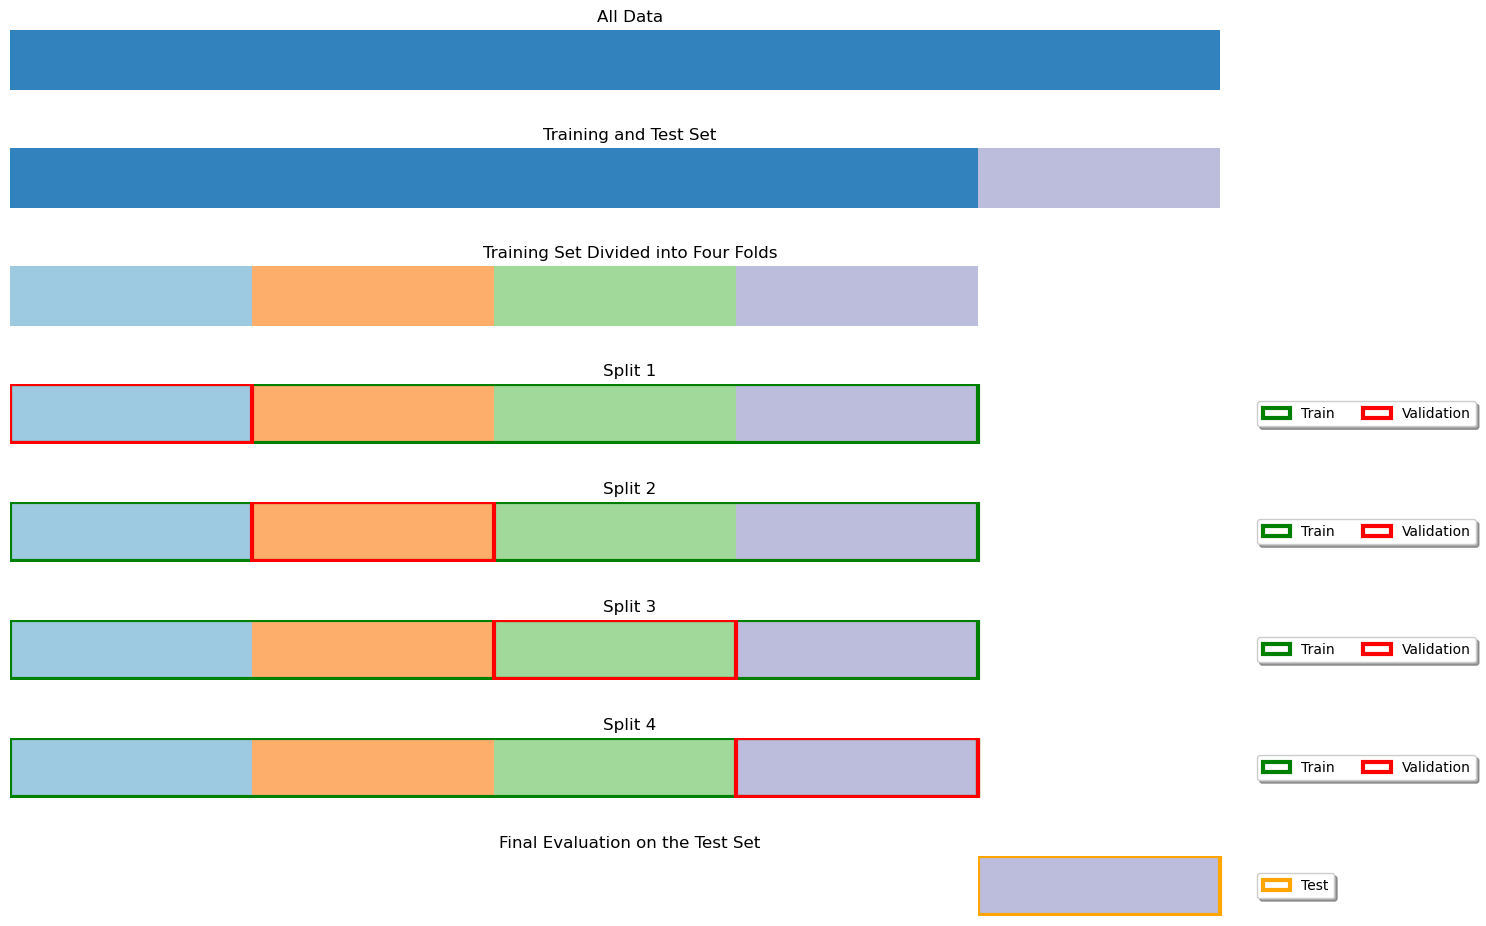 All Data
Training and Test Set
Training Set Divided into Four Folds
Split 1
Train Validation
Split 2
Train Validation
Split 3
Train Validation
Split 4
Train Validation
Final Evaluation on the Test Set
Test